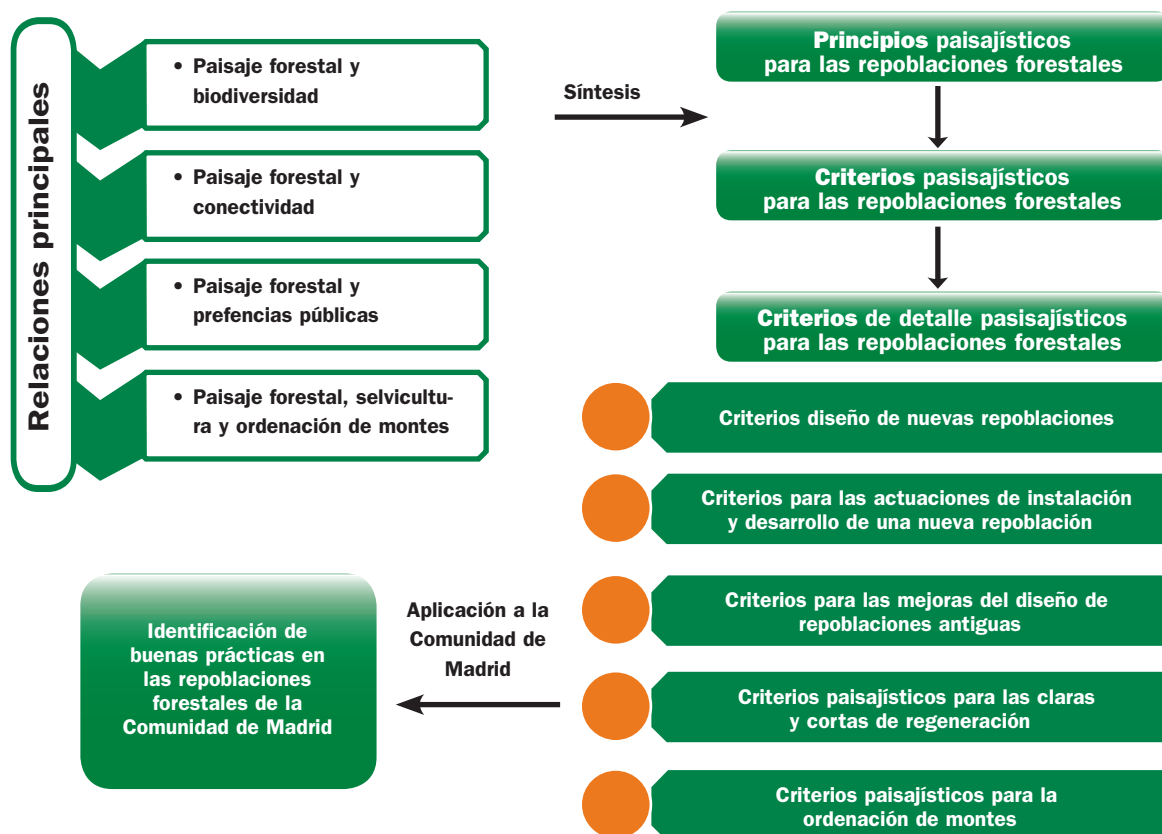 Relaciones principales
• Paisaje forestal y
biodiversidad
• Paisaje forestal y
conectividad
• Paisaje forestal y
prefencias públicas
• Paisaje forestal, selvicultu-
ra y ordenación de montes
Síntesis
Principios paisajísticos
para las repoblaciones forestales
Criterios pasisajísticos
para las repoblaciones forestales
Criterios de detalle pasisajísticos
para las repoblaciones forestales
Criterios diseño de nuevas repoblaciones
Criterios para las actuaciones de instalación
y desarrollo de una nueva repoblación
Criterios para las mejoras del diseño de
repoblaciones antiguas
Criterios paisajísticos para las claras
y cortas de regeneración
Criterios paisajísticos para la
ordenación de montes
Aplicación a la
Comunidad de
Madrid
Identificación de
buenas prácticas en
las repoblaciones
forestales de la
Comunidad de Madrid